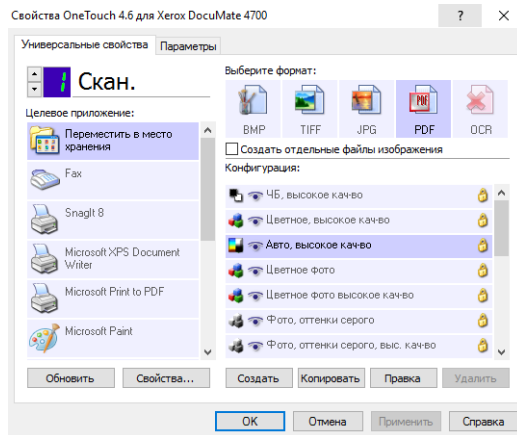 Свойства OneTouch 4.6 для Xerox DocuMate 4700
? ×
Универсальные свойства Параметры
1 Скан.
Целевое приложение:
Переместить в место
хранения
Fax
SnagIt 8
Microsoft XPS Document
Writer
Microsoft Print to PDF
Microsoft Paint
Обновить Свойства...
Выберите формат:
PDF
BMP TIFF JPG PDF OCR
Создать отдельные файлы изображения
Конфигурация:
ЧБ, высокое кач-во
Цветное, высокое кач-во
Авто, высокое кач-во
Цветное фото
Цветное фото высокое кач-во
Фото, оттенки серого
Фото, оттенки серого, выс. кач-во
Создать Копировать Правка Удалить
OK Отмена Применить Справка